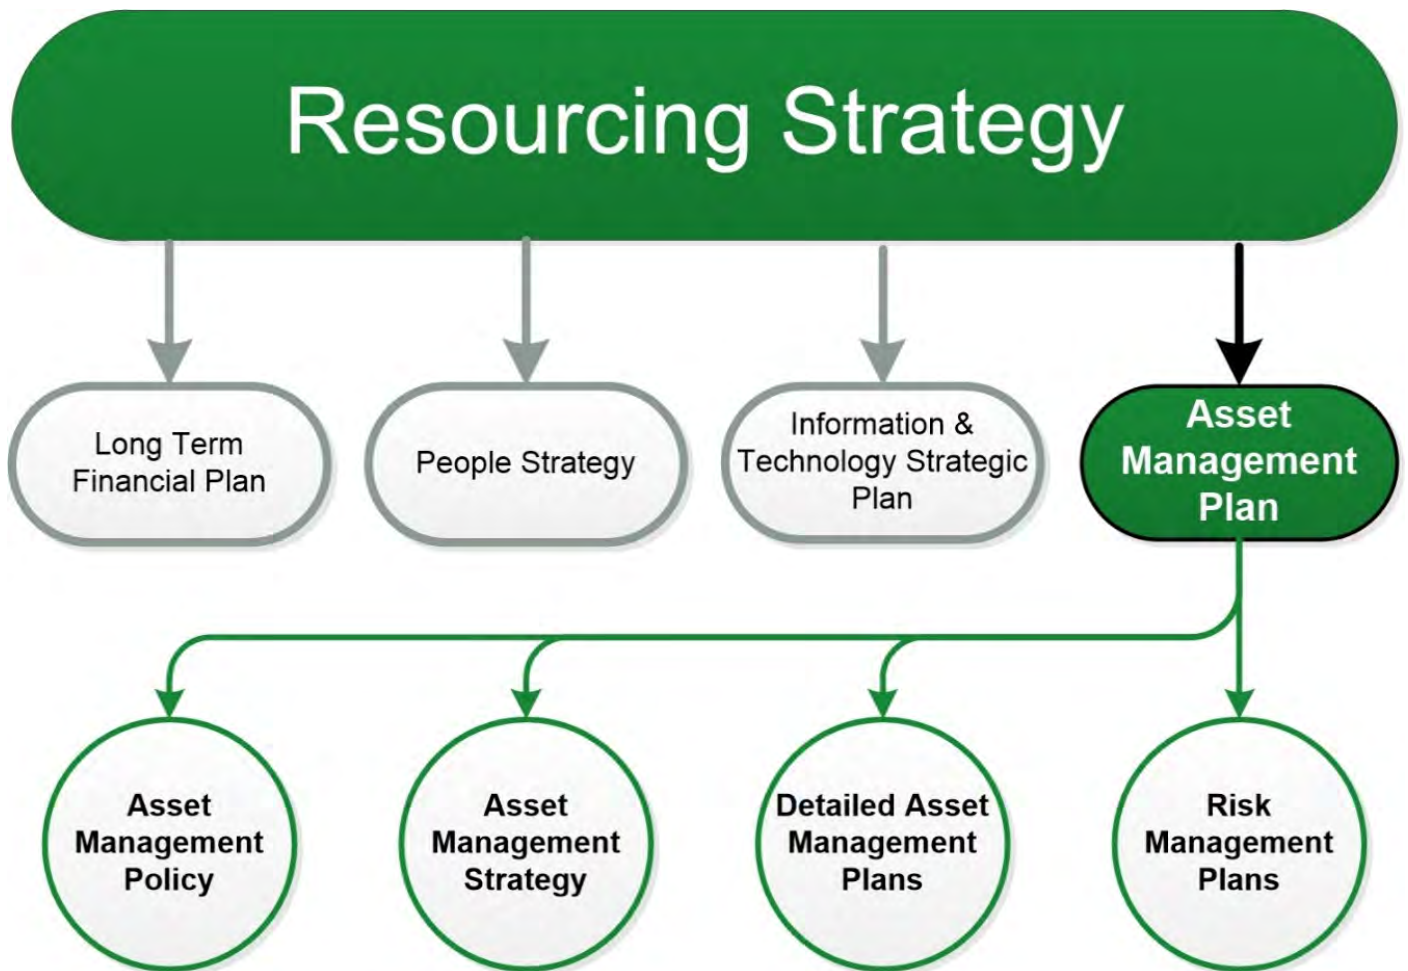 Resourcing Strategy
Long Term
Financial Plan
People Strategy
Information &
Technology Strategic
Plan
Asset
Management
Plan
Asset
Management
Policy
Asset
Management
Strategy
Detailed Asset
Management
Plans
Risk
Management
Plans